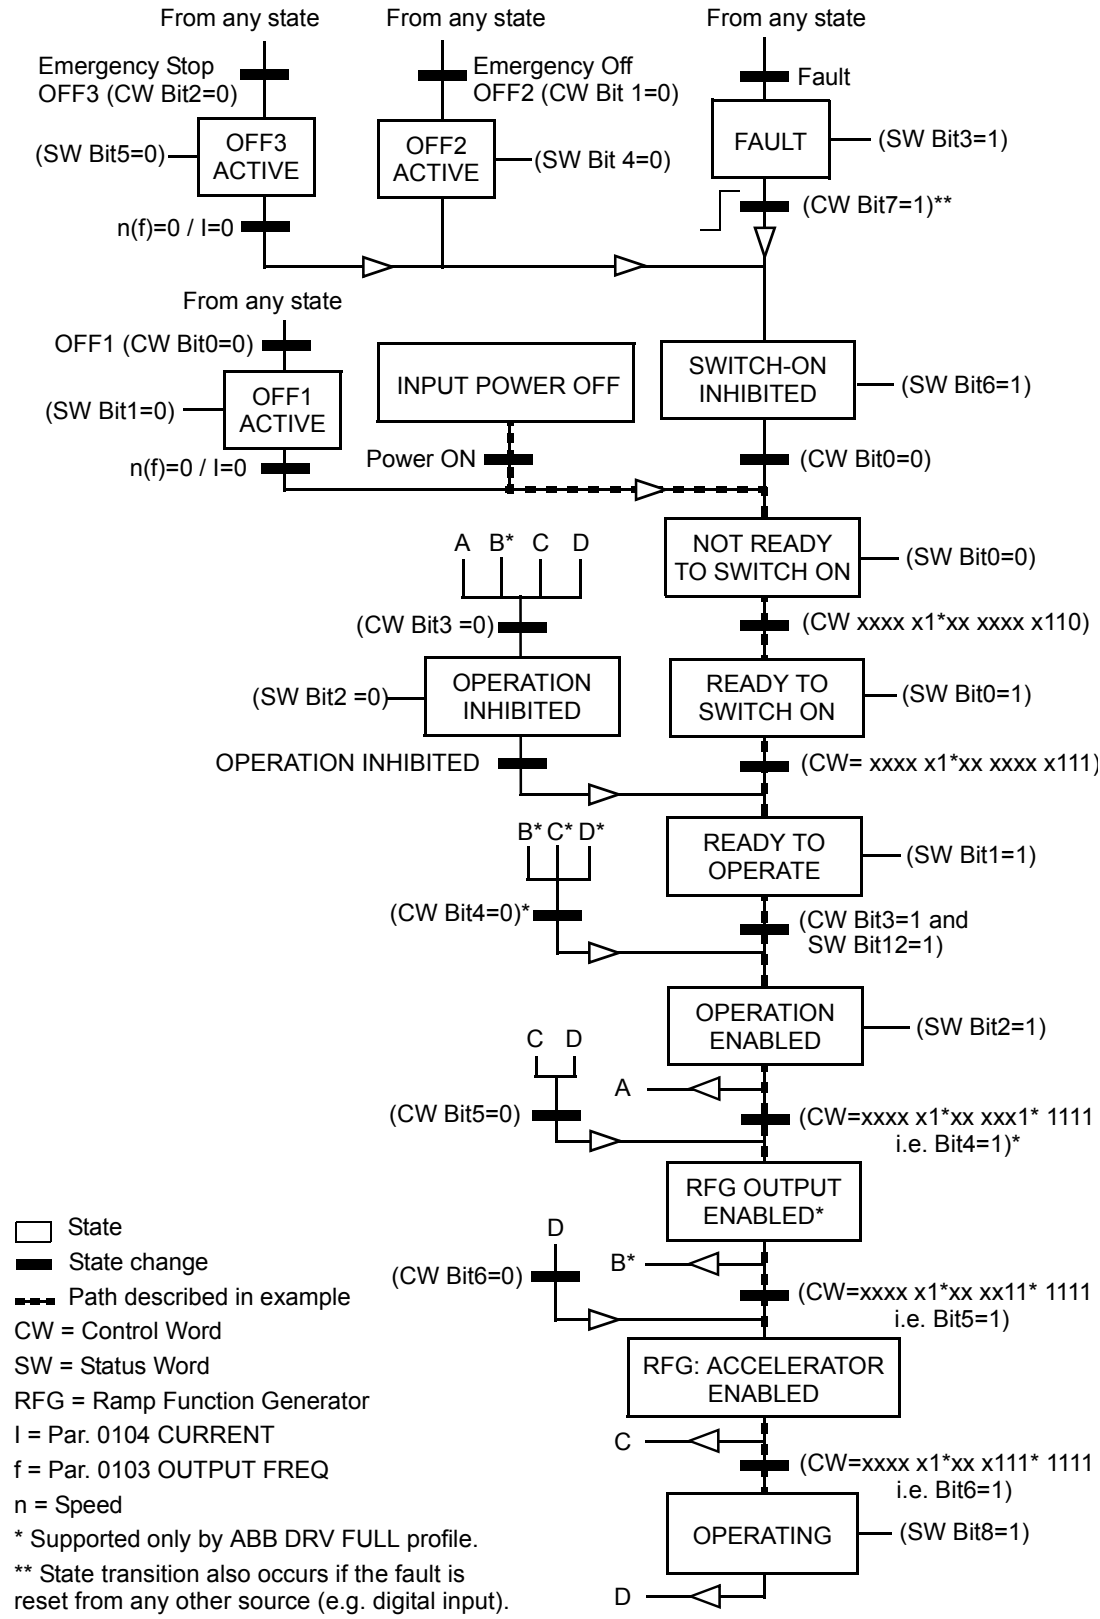 From any state
From any state
From any state
Emergency Stop
OFF3 (CW Bit2=0)
Emergency Off
OFF2 (CW Bit 1=0)
Fault
(SW Bit5=0)
OFF3
ACTIVE
OFF2
ACTIVE
(SW Bit 4=0)
FAULT
(SW Bit3=1)
n(f)=0 / I=0
(CW Bit7=1)**
From any state
OFF1 (CW Bit0=0)
(SW Bit1=0)
OFF1
ACTIVE
INPUT POWER OFF
SWITCH-ON
INHIBITED
(SW Bit6=1)
n(f)=0 / I=0
Power ON
(CW Bit0=0)
A B* C D
NOT READY
TO SWITCH ON
(SW Bit0=0)
(CW Bit3 =0)
(CW xxxx x1*xx xxxx x110)
(SW Bit2 =0)
OPERATION
INHIBITED
READY TO
SWITCH ON
(SW Bit0=1)
OPERATION INHIBITED
(CW= xxxx x1*xx xxxx x111)
B* C* D*
READY TO
OPERATE
(SW Bit1=1)
(CW Bit4=0)*
(CW Bit3=1 and
SW Bit12=1)
OPERATION
ENABLED
(SW Bit2=1)
C D
A
(CW Bit5=0)
(CW=xxxx x1*xx xxx1* 1111
i.e. Bit4=1)*
RFG OUTPUT
ENABLED*
D
B*
(CW Bit6=0)
(CW=xxxx x1*xx xx11* 1111
i.e. Bit5=1)
RFG: ACCELERATOR
ENABLED
C
(CW=xxxx x1*xx x111* 1111
i.e. Bit6=1)
OPERATING
(SW Bit8=1)
D
State
State change
Path described in example
CW = Control Word
SW = Status Word
RFG = Ramp Function Generator
I = Par. 0104 CURRENT
f = Par. 0103 OUTPUT FREQ
n = Speed
* Supported only by ABB DRV FULL profile.
** State transition also occurs if the fault is
reset from any other source (e.g. digital input).